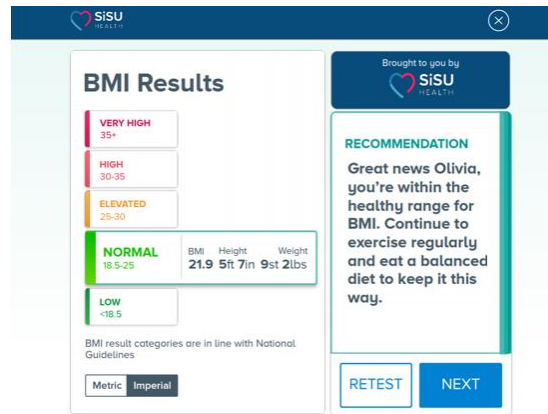 SiSU
HEALTH
BMI Results
VERY HIGH
35+
HIGH
30-35
ELEVATED
25-30
NORMAL
18.5-25
BMI Height Weight
21.9 5ft 7in 9st 2lbs
LOW
<18.5
BMI result categories are in line with National
Guidelines
Metric Imperial
Brought to you by
SiSU
HEALTH
RECOMMENDATION
Great news Olivia,
you're within the
healthy range for
BMI. Continue to
exercise regularly
and eat a balanced
diet to keep it this
way.
RETEST NEXT